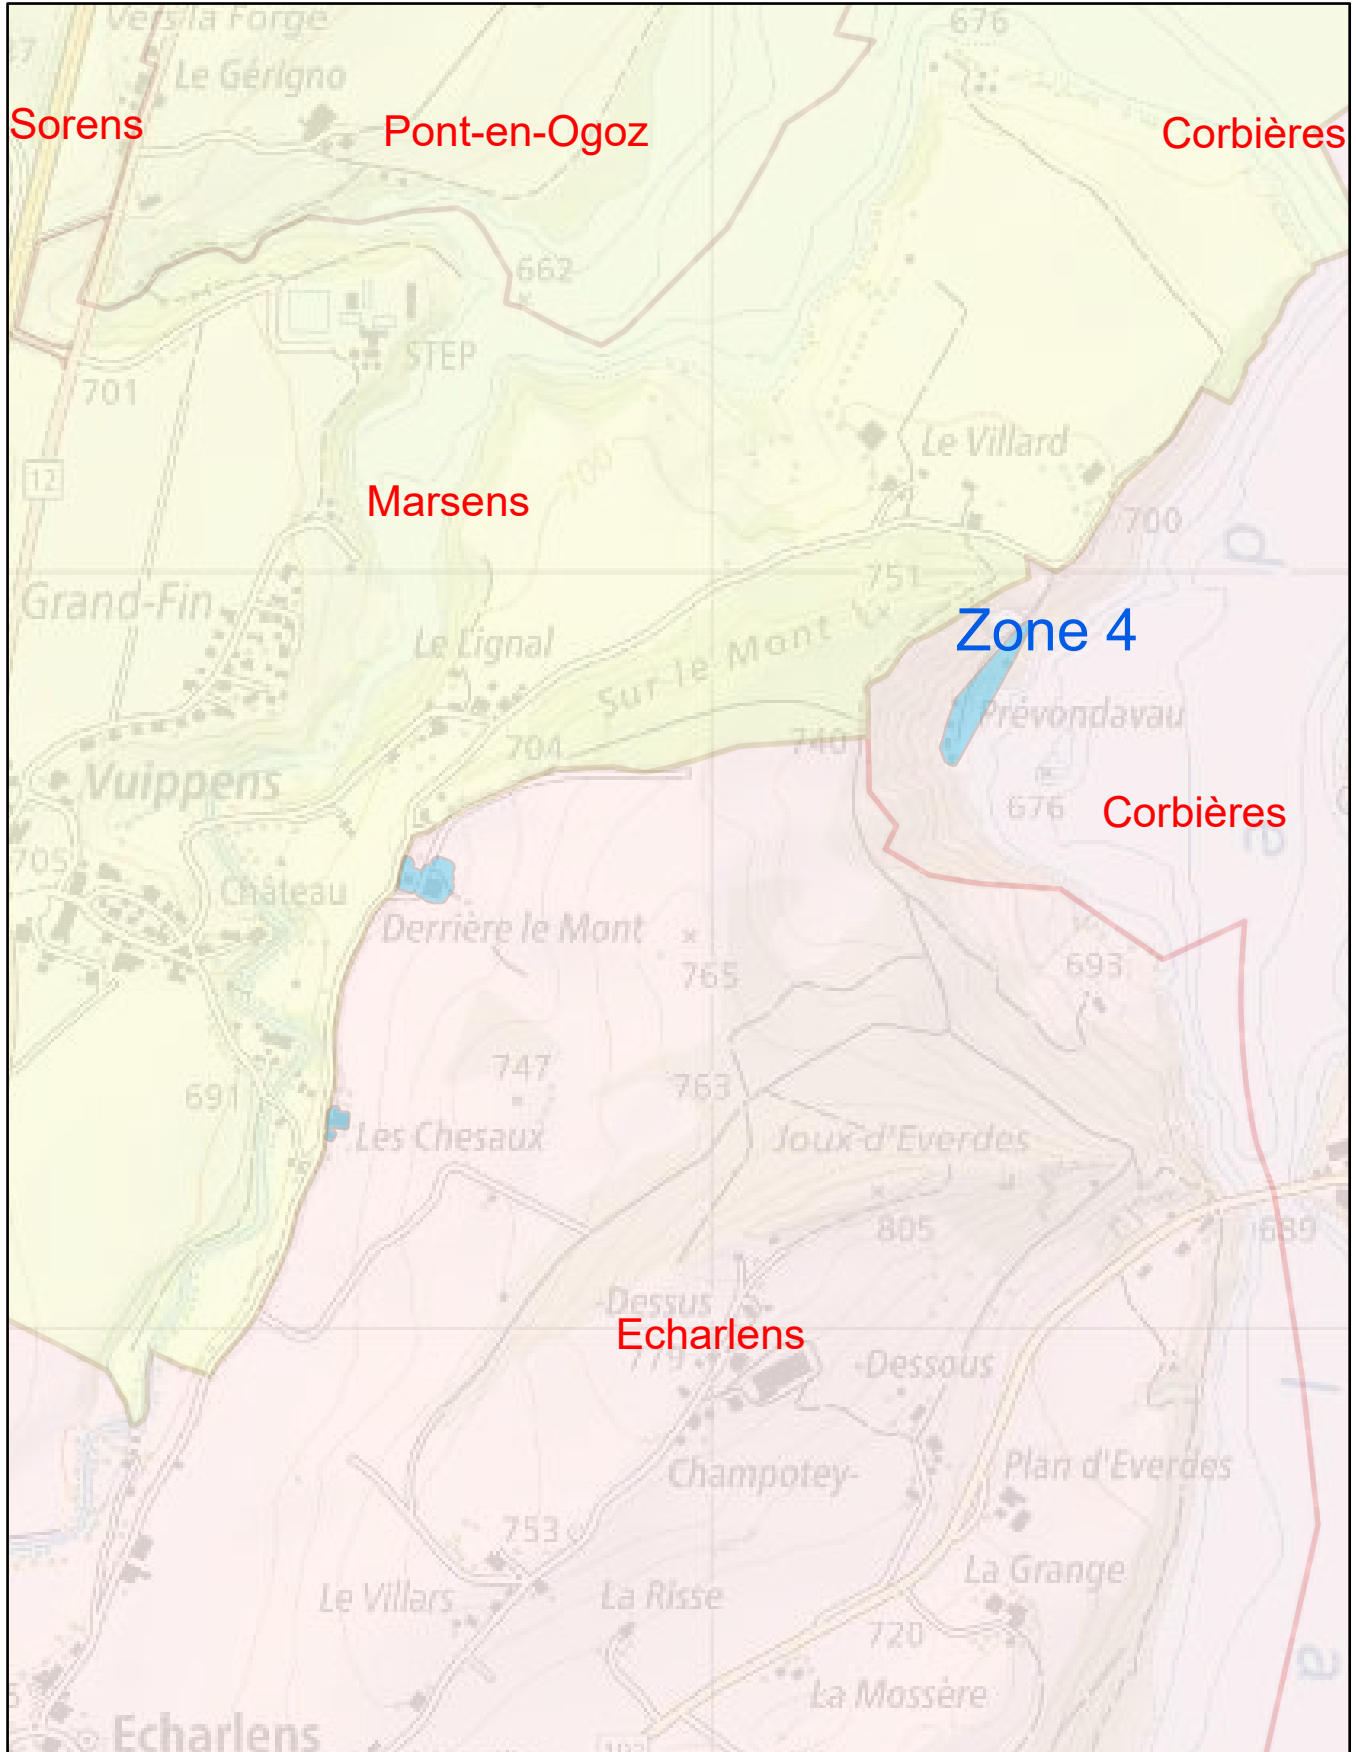 Vers la Forge
676
Le Gérigno
Sorens
Pont-en-Ogoz
Corbières
662
STEP
701
Le Villard
12
700
Marsens
700
751
Grand-Fin
Zone 4
Le Lignal
Sur-le-Mont
Prévondavau
704
740
Vuippens
676
Corbières
705
Château
Derrière le Mont
765
693
747
763
691
Les Chesaux
Joux-d'Everdes
805
689
-Dessus
Echarlens
779
-Dessous
Champotey-
Plan d'Everdes
753
Le Villars
La Risse
La Grange
720
La Mossère
Echarlens